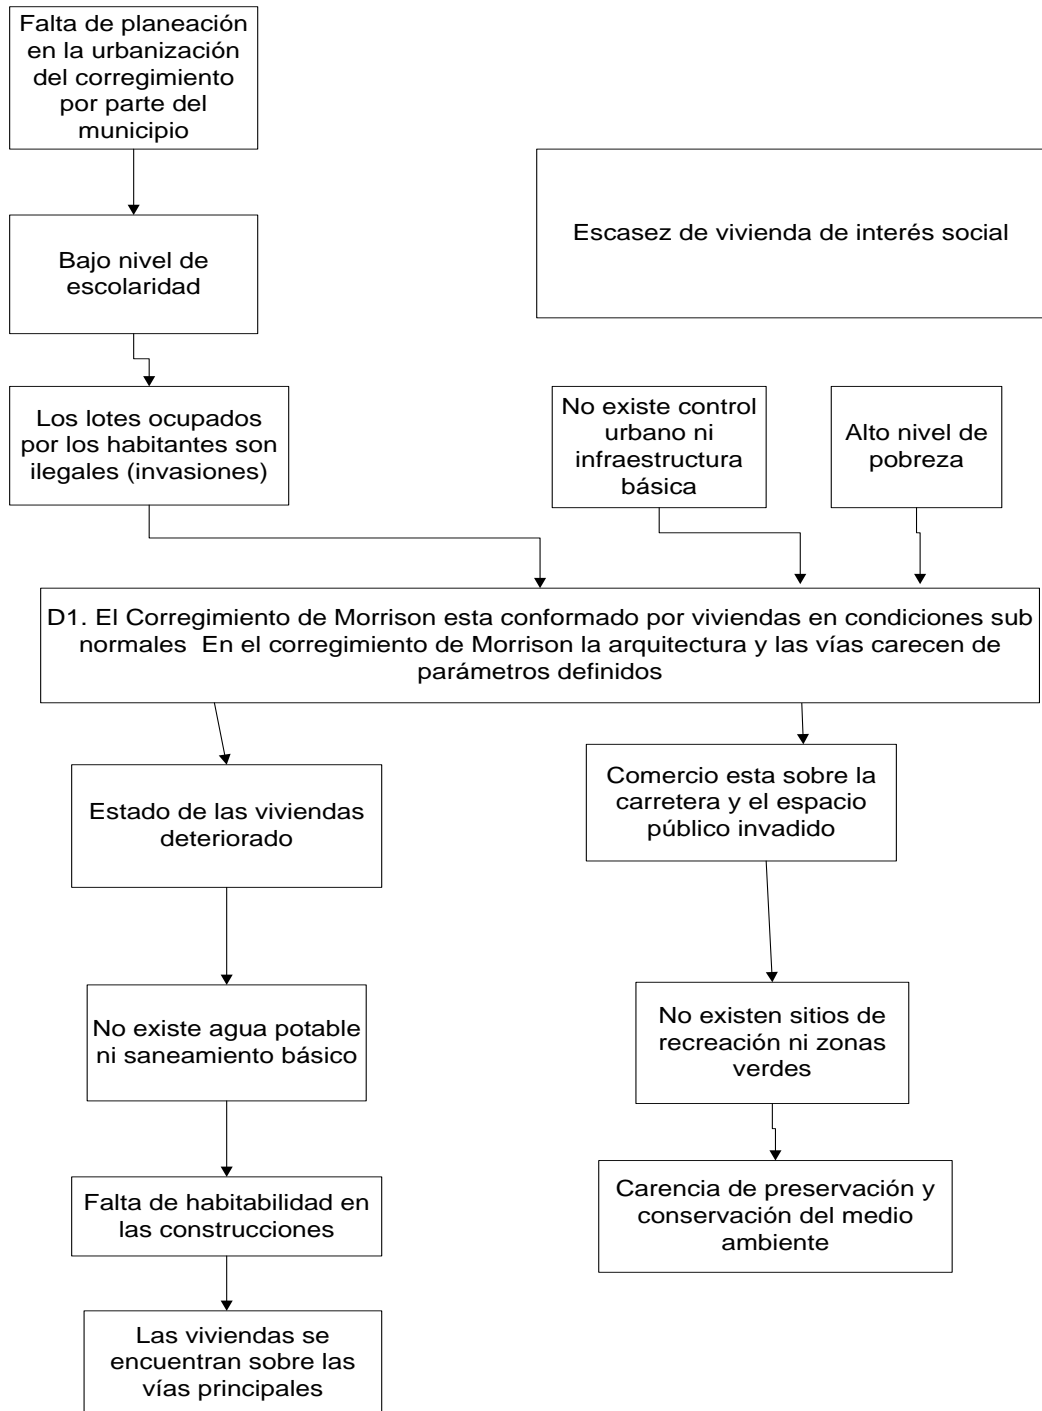 Falta de planeación
en la urbanización
del corregimiento
por parte del
municipio
Escasez de vivienda de interés social
Bajo nivel de
escolaridad
Los lotes ocupados
por los habitantes son
ilegales (invasiones)
No existe control
urbano ni
infraestructura
básica
Alto nivel de
pobreza
D1. El Corregimiento de Morrison esta conformado por viviendas en condiciones sub
normales  En el corregimiento de Morrison la arquitectura y las vías carecen de
parámetros definidos
Estado de las viviendas
deteriorado
Comercio esta sobre la
carretera y el espacio
público invadido
No existe agua potable
ni saneamiento básico
No existen sitios de
recreación ni zonas
verdes
Falta de habitabilidad en
las construcciones
Carencia de preservación y
conservación del medio
ambiente
Las viviendas se
encuentran sobre las
vías principales